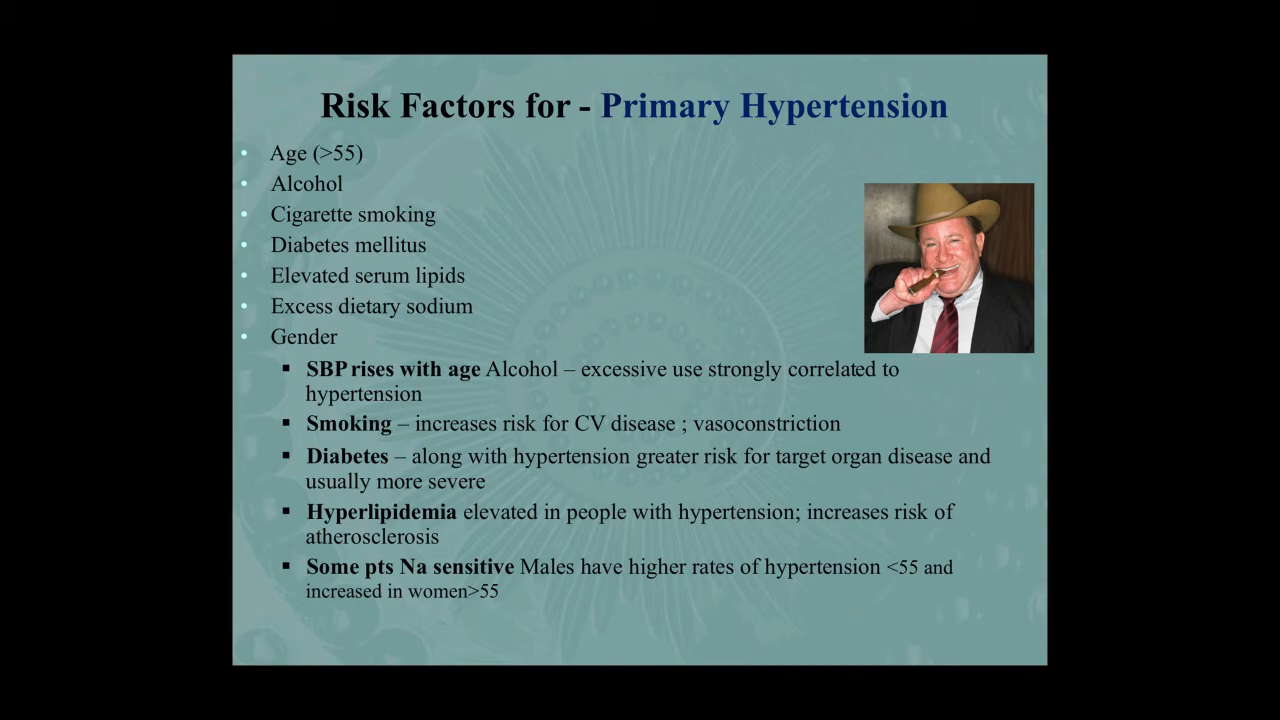 Risk Factors for - Primary Hypertension
• Age (>55)
• Alcohol
• Cigarette smoking
• Diabetes mellitus
• Elevated serum lipids
• Excess dietary sodium
• Gender
▪ SBP rises with age Alcohol – excessive use strongly correlated to
hypertension
▪ Smoking – increases risk for CV disease ; vasoconstriction
▪ Diabetes – along with hypertension greater risk for target organ disease and
usually more severe
▪ Hyperlipidemia elevated in people with hypertension; increases risk of
atherosclerosis
▪ Some pts Na sensitive Males have higher rates of hypertension <55 and
increased in women>55